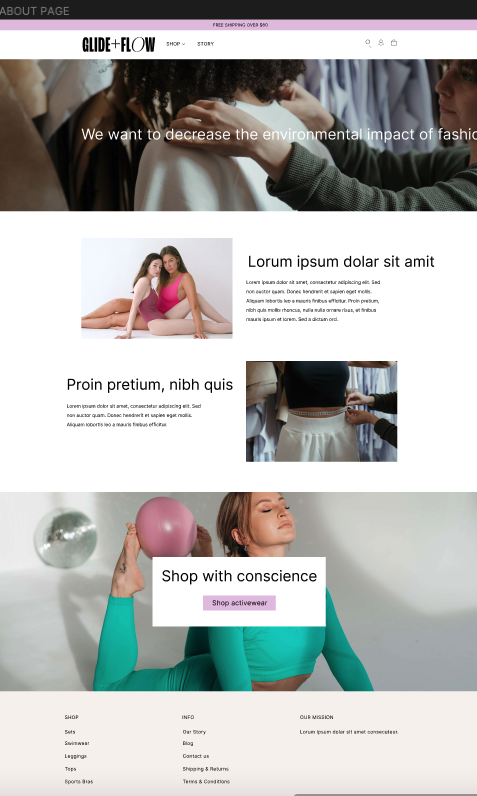 ABOUT PAGE
FREE SHIPPING OVER $60
GLIDE+FLOW
SHOP
STORY
We want to decrease the environmental impact of fashio
Lorum ipsum dolar sit amit
Lorem ipsum dolor sit amet, consectetur adipiscing elit. Sed
non auctor quam. Donec hendrerit et sapien eget mollis.
Aliquam lobortis leo a mauris finibus efficitur. Proin pretium,
nibh quis mollis rhoncus, nulla nulla ornare risus, et finibus
mauris ipsum et lorem. Sed a dictum orci.
Proin pretium, nibh quis
Lorem ipsum dolor sit amet, consectetur adipiscing elit. Sed
non auctor quam. Donec hendrerit et sapien eget mollis.
Aliquam lobortis leo a mauris finibus efficitur.
Shop with conscience
Shop activewear
SHOP
Sets
Swimwear
Leggings
Tops
Sports Bras
INFO
Our Story
Blog
Contact us
Shipping & Returns
Terms & Conditions
OUR MISSION
Lorem ipsum dolor sit amet consecateur.